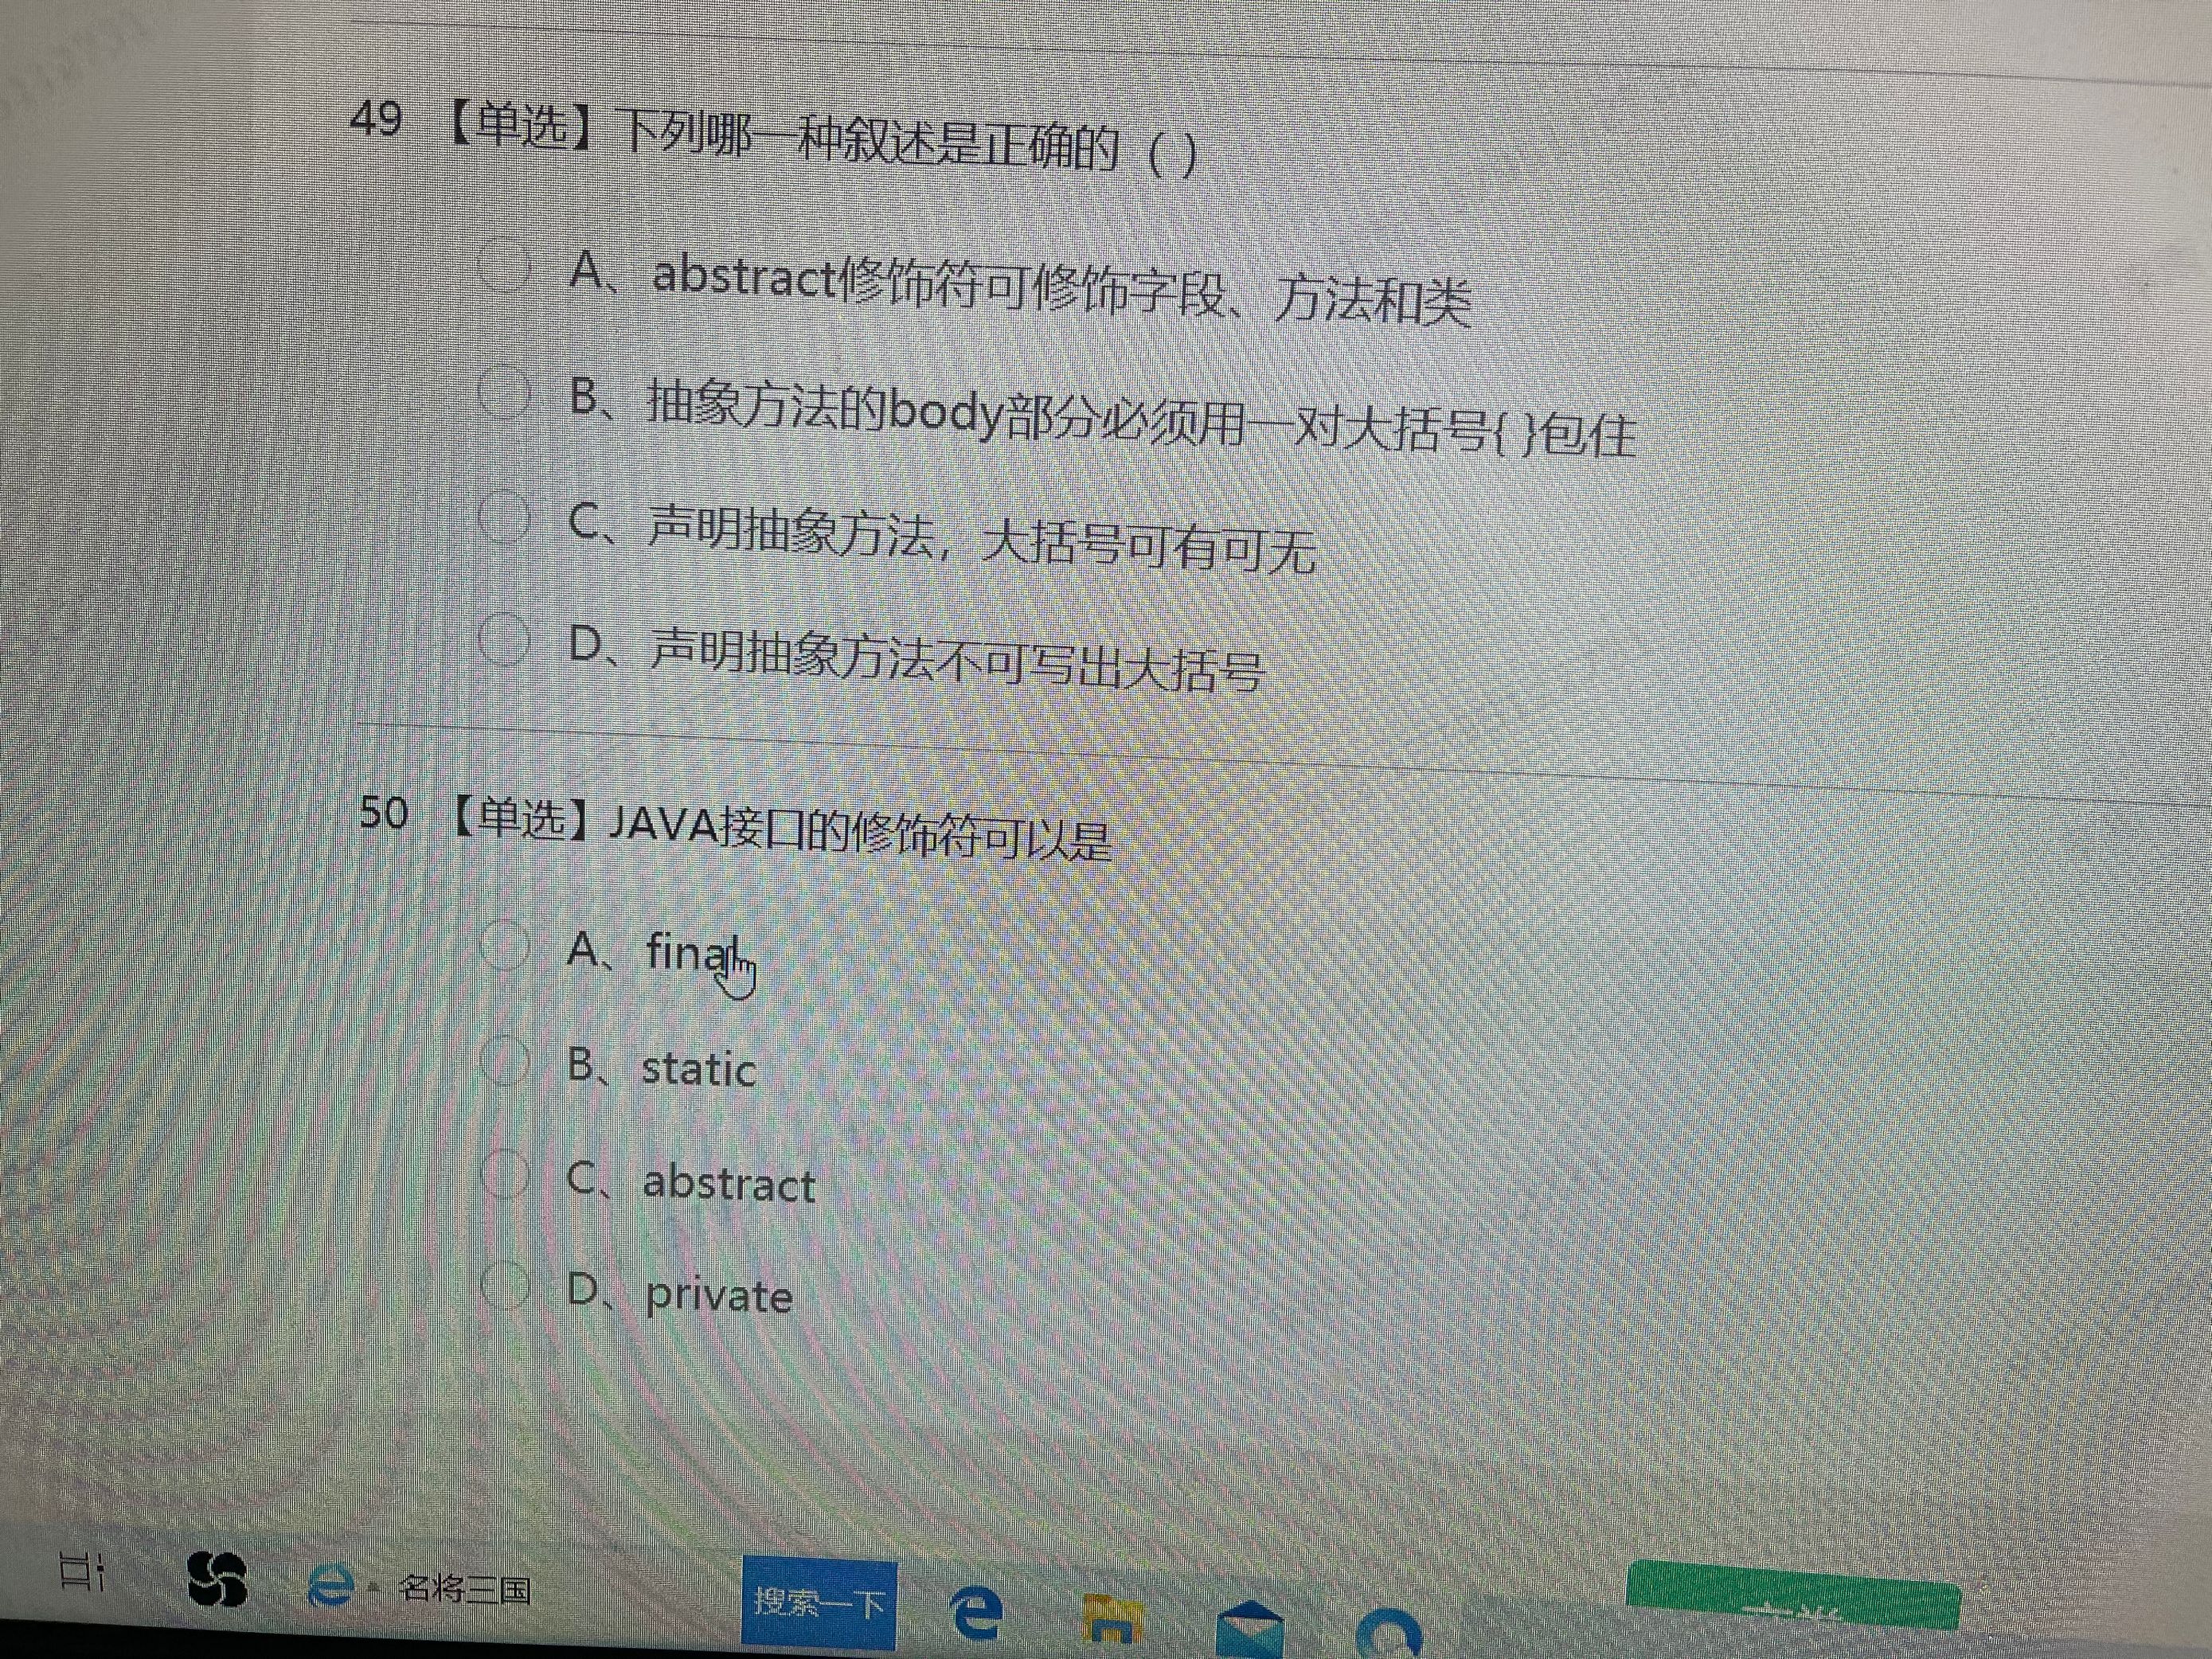 49 【单选】下列哪一种叙述是正确的（ ）
A、abstract修饰符可修饰字段、方法和类
B、抽象方法的body部分必须用一对大括号{ }包住
C、声明抽象方法，大括号可有可无
D、声明抽象方法不可写出大括号
50 【单选】JAVA接口的修饰符可以是
A、final
B、static
C、abstract
D、private
名将三国
搜索一下